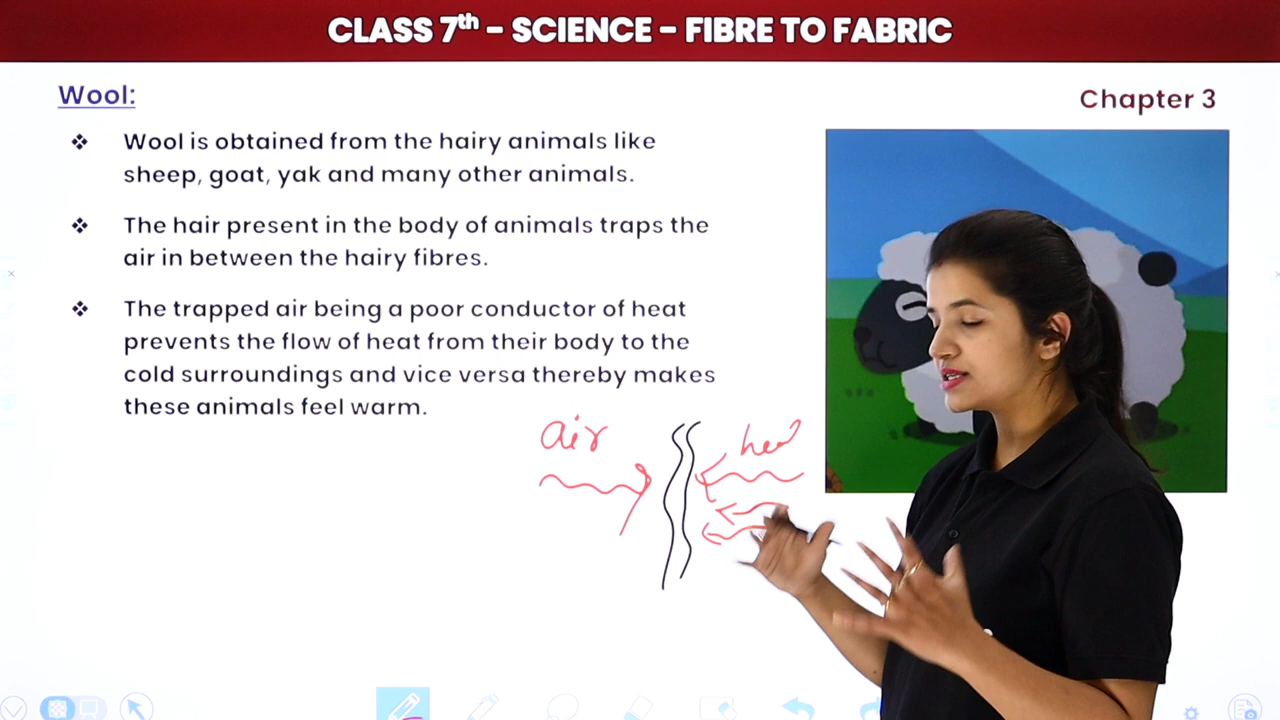 CLASS 7th – SCIENCE – FIBRE TO FABRIC
Wool:
Chapter 3
❖ Wool is obtained from the hairy animals like
sheep, goat, yak and many other animals.
❖ The hair present in the body of animals traps the
air in between the hairy fibres.
❖ The trapped air being a poor conductor of heat
prevents the flow of heat from their body to the
cold surroundings and vice versa thereby makes
these animals feel warm.
air
heat